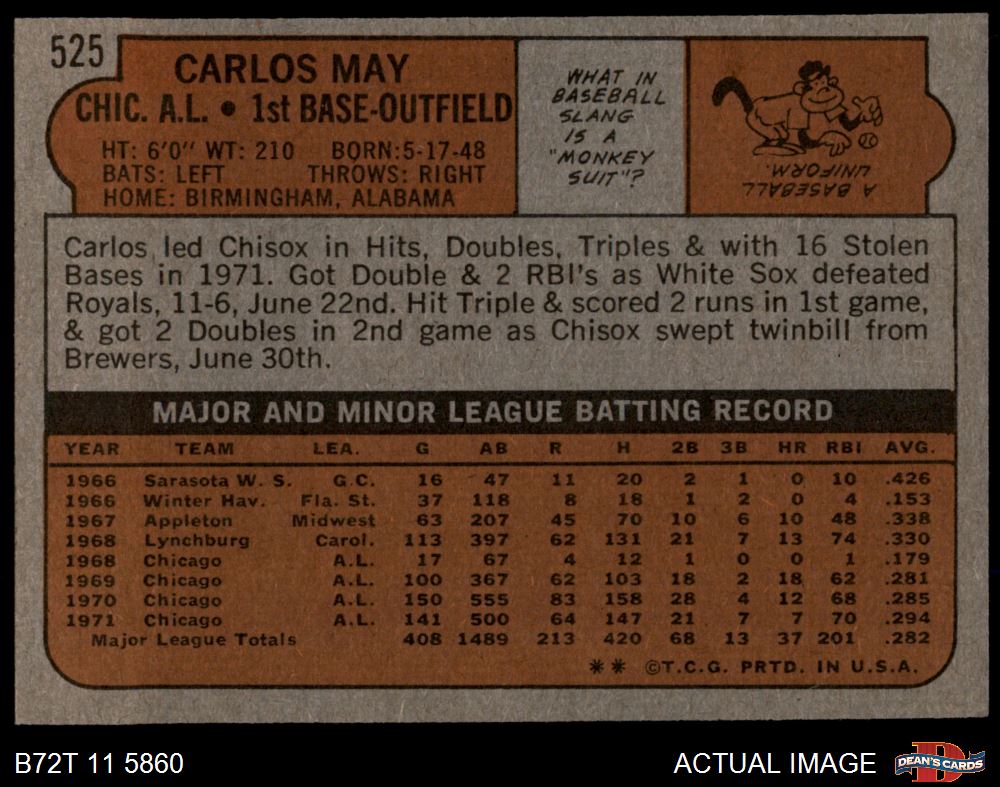 525
CARLOS MAY
CHIC. A.L. • 1st BASE-OUTFIELD
HT: 6'0" WT: 210 BORN:5-17-48
BATS: LEFT THROWS: RIGHT
HOME: BIRMINGHAM, ALABAMA
WHAT IN
BASEBALL
SLANG
IS A
"MONKEY
SUIT"?
A BASEBALL
UNIFORM.
Carlos led Chisox in Hits, Doubles, Triples & with 16 Stolen
Bases in 1971. Got Double & 2 RBI's as White Sox defeated
Royals, 11-6, June 22nd. Hit Triple & scored 2 runs in 1st game,
& got 2 Doubles in 2nd game as Chisox swept twinbill from
Brewers, June 30th.
MAJOR AND MINOR LEAGUE BATTING RECORD
YEAR TEAM LEA. G AB R H 2B 3B HR RBI AVG.
1966 Sarasota W. S. G.C. 16 47 11 20 2 1 0 10 .426
1966 Winter Hav. Fla. St. 37 118 8 18 1 2 0 4 .153
1967 Appleton Midwest 63 207 45 70 10 6 10 48 .338
1968 Lynchburg Carol. 113 397 62 131 21 7 13 74 .330
1968 Chicago A.L. 17 67 4 12 1 0 0 1 .179
1969 Chicago A.L. 100 367 62 103 18 2 18 62 .281
1970 Chicago A.L. 150 555 83 158 28 4 12 68 .285
1971 Chicago A.L. 141 500 64 147 21 7 7 70 .294
Major League Totals 408 1489 213 420 68 13 37 201 .282
** ©T.C.G. PRTD. IN U.S.A.
B72T 11 5860
ACTUAL IMAGE
DEAN'S CARDS